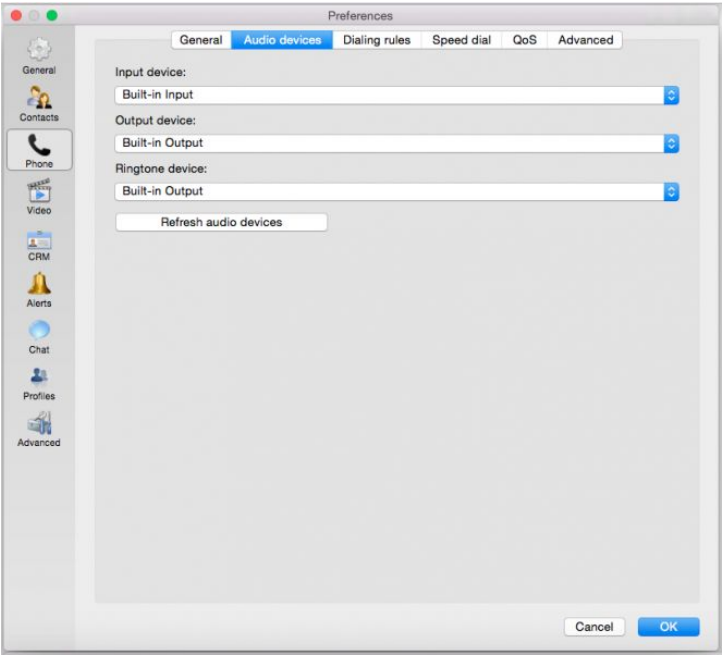 Preferences
General Audio devices Dialing rules Speed dial QoS Advanced
General
Contacts
Phone
Video
CRM
Alerts
Chat
Profiles
Advanced
Input device:
Built-in Input
Output device:
Built-in Output
Ringtone device:
Built-in Output
Refresh audio devices
Cancel OK